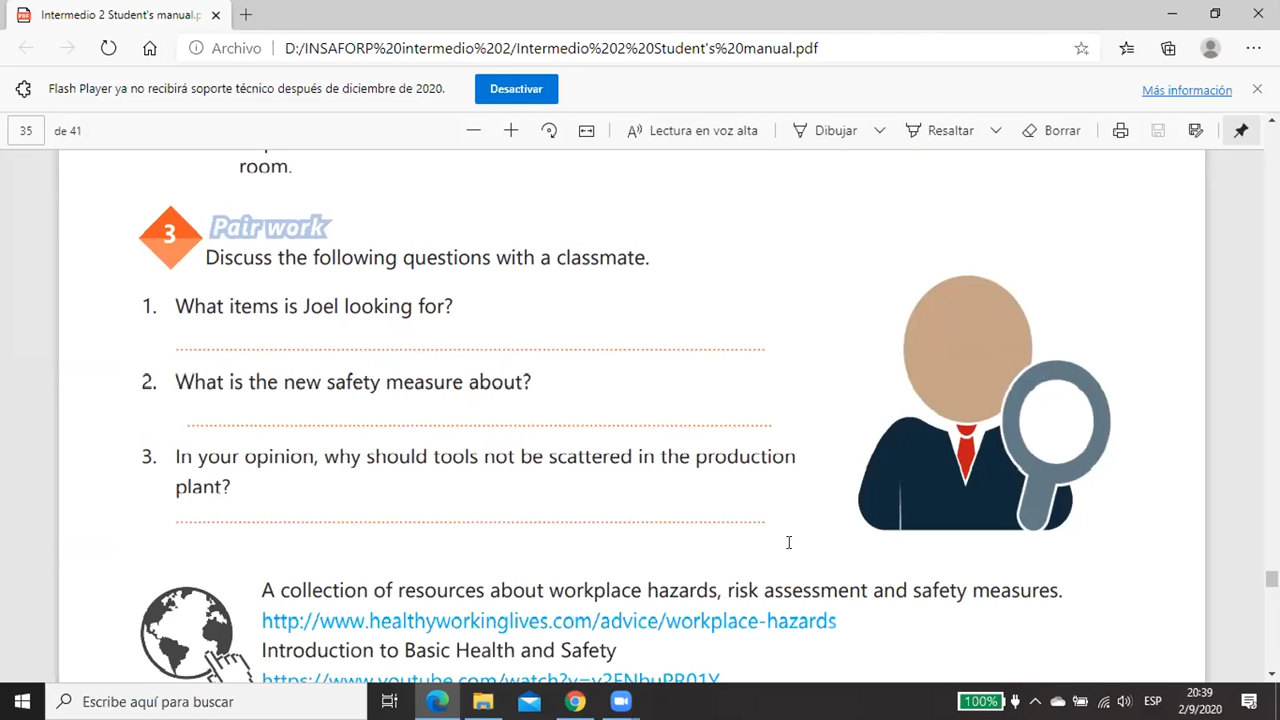 Intermedio 2 Student's manual.p
Archivo D:/INSAFORP%20intermedio%202/Intermedio%202%20Student's%20manual.pdf
Flash Player ya no recibirá soporte técnico después de diciembre de 2020. Desactivar Más información
35 de 41 Lectura en voz alta Dibujar Resaltar Borrar
room.
3 Pair work
Discuss the following questions with a classmate.
1. What items is Joel looking for?
2. What is the new safety measure about?
3. In your opinion, why should tools not be scattered in the production
plant?
A collection of resources about workplace hazards, risk assessment and safety measures.
http://www.healthyworkinglives.com/advice/workplace-hazards
Introduction to Basic Health and Safety
Escribe aquí para buscar 100% ESP 20:39
2/9/2020